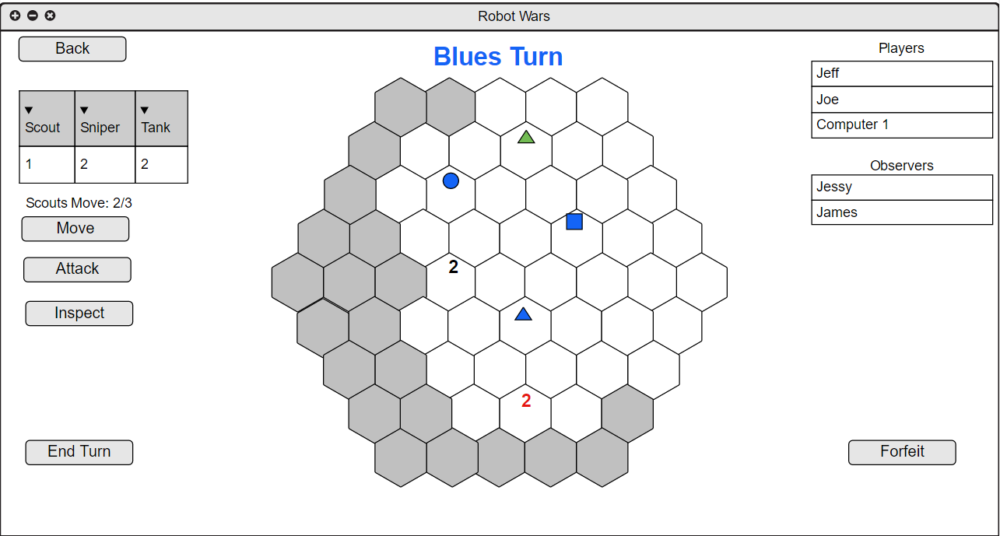 Robot Wars
Back
Blues Turn
Players
Jeff
Joe
Computer 1
Scout Sniper Tank
1 2 2
Observers
Jessy
James
Scouts Move: 2/3
Move
Attack
Inspect
2
2
End Turn
Forfeit